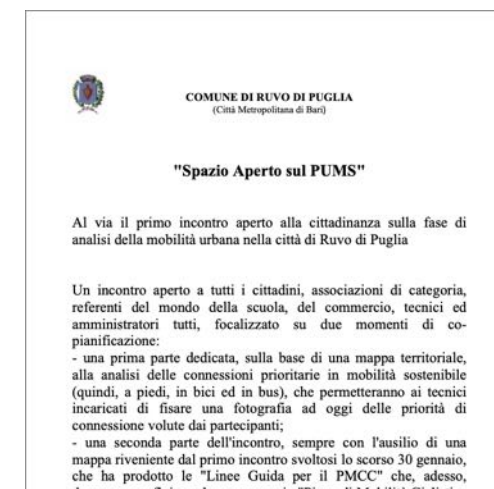 COMUNE DI RUVO DI PUGLIA
(Città Metropolitana di Bari)
"Spazio Aperto sul PUMS"
Al via il primo incontro aperto alla cittadinanza sulla fase di
analisi della mobilità urbana nella città di Ruvo di Puglia
Un incontro aperto a tutti i cittadini, associazioni di categoria,
referenti del mondo della scuola, del commercio, tecnici ed
amministratori tutti, focalizzato su due momenti di co-
pianificazione:
- una prima parte dedicata, sulla base di una mappa territoriale,
alla analisi delle connessioni prioritarie in mobilità sostenibile
(quindi, a piedi, in bici ed in bus), che permetteranno ai tecnici
incaricati di fisare una fotografia ad oggi delle priorità di
connessione volute dai partecipanti;
- una seconda parte dell'incontro, sempre con l'ausilio di una
mappa riveniente dal primo incontro svoltosi lo scorso 30 gennaio,
che ha prodotto le "Linee Guida per il PMCC" che, adesso,